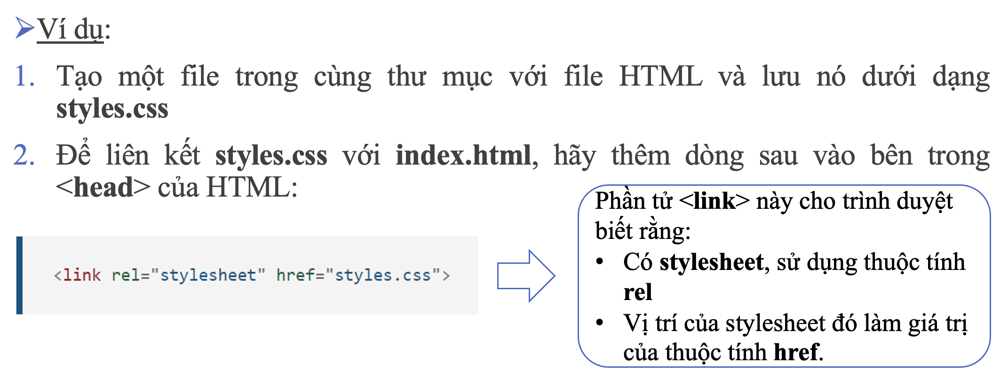 Ví dụ:
1. Tạo một file trong cùng thư mục với file HTML và lưu nó dưới dạng
styles.css
2. Để liên kết styles.css với index.html, hãy thêm dòng sau vào bên trong
<head> của HTML:
<link rel="stylesheet" href="styles.css">
Phần tử <link> này cho trình duyệt
biết rằng:
• Có stylesheet, sử dụng thuộc tính
rel
• Vị trí của stylesheet đó làm giá trị
của thuộc tính href.